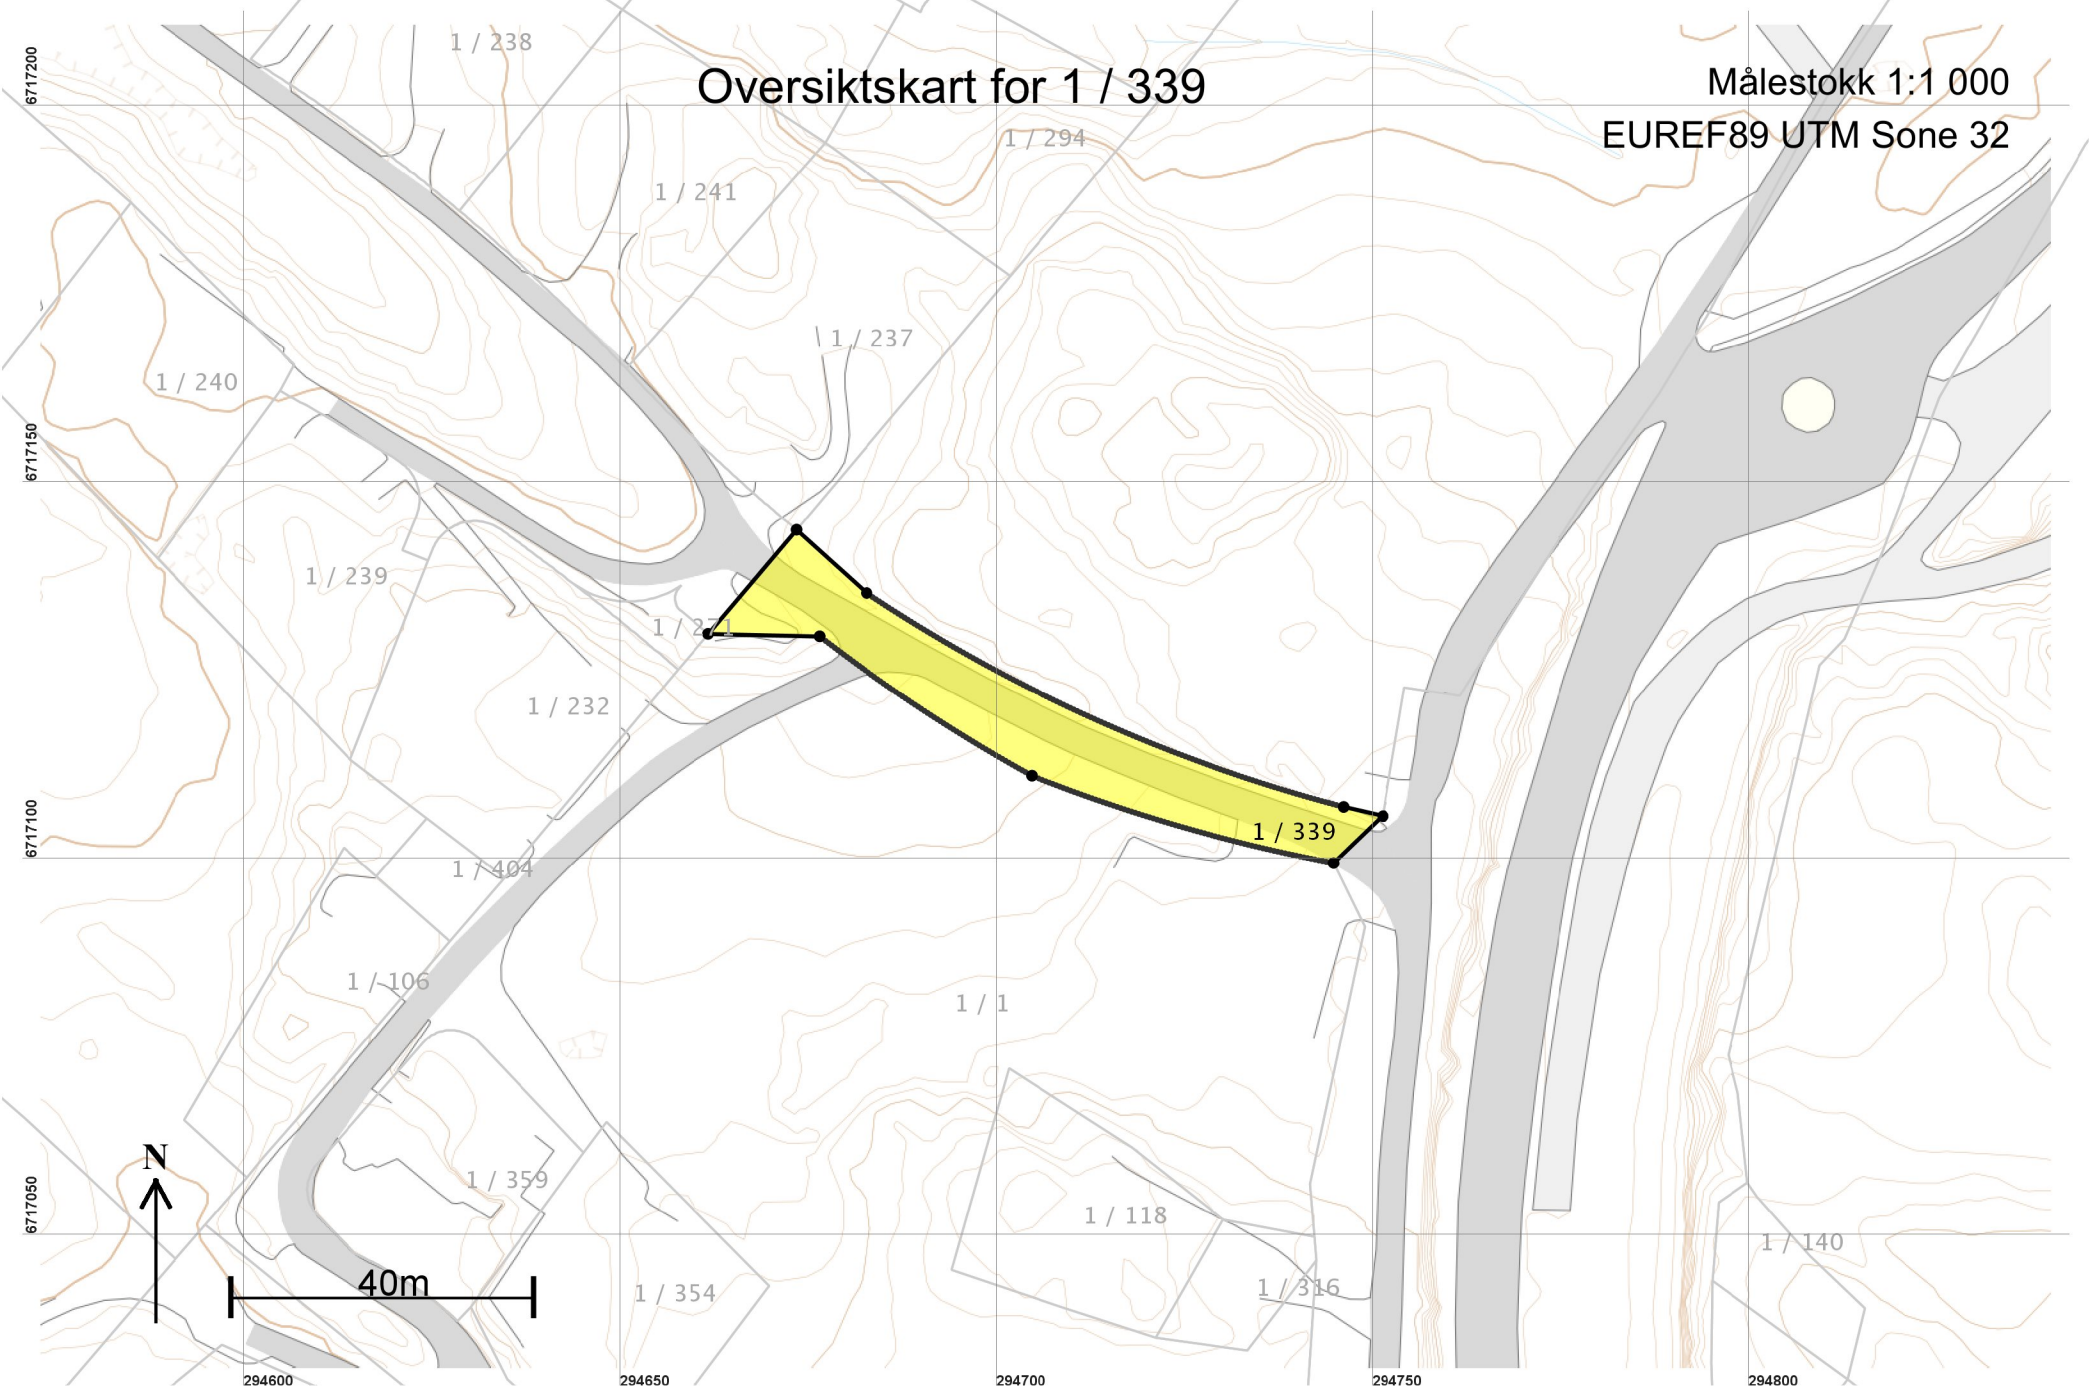 1 / 238
6717200
Oversiktskart for 1 / 339
Målestokk 1:1 000
EUREF89 UTM Sone 32
1 / 294
1 / 241
1 / 237
1 / 240
6717150
1 / 239
1 / 271
1 / 232
6717100
1 / 339
1 / 404
1 / 106
1 / 1
N
1 / 359
6717050
1 / 118
1 / 140
40m
1 / 354
1 / 316
294600
294650
294700
294750
294800